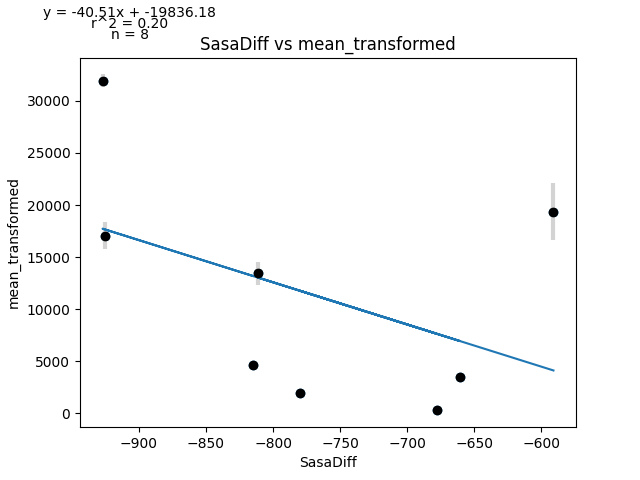 y = -40.51x + -19836.18
r^2 = 0.20
n = 8
SasaDiff vs mean_transformed
30000
25000
20000
15000
10000
5000
0
mean_transformed
−900 −850 −800 −750 −700 −650 −600
SasaDiff